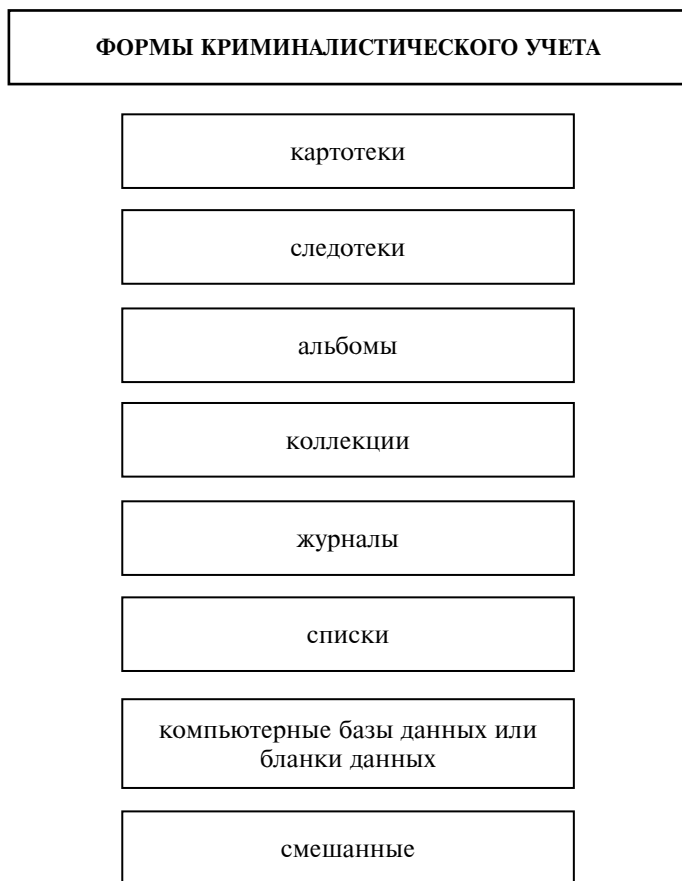 ФОРМЫ КРИМИНАЛИСТИЧЕСКОГО УЧЕТА
картотеки
следотеки
альбомы
коллекции
журналы
списки
компьютерные базы данных или
бланки данных
смешанные